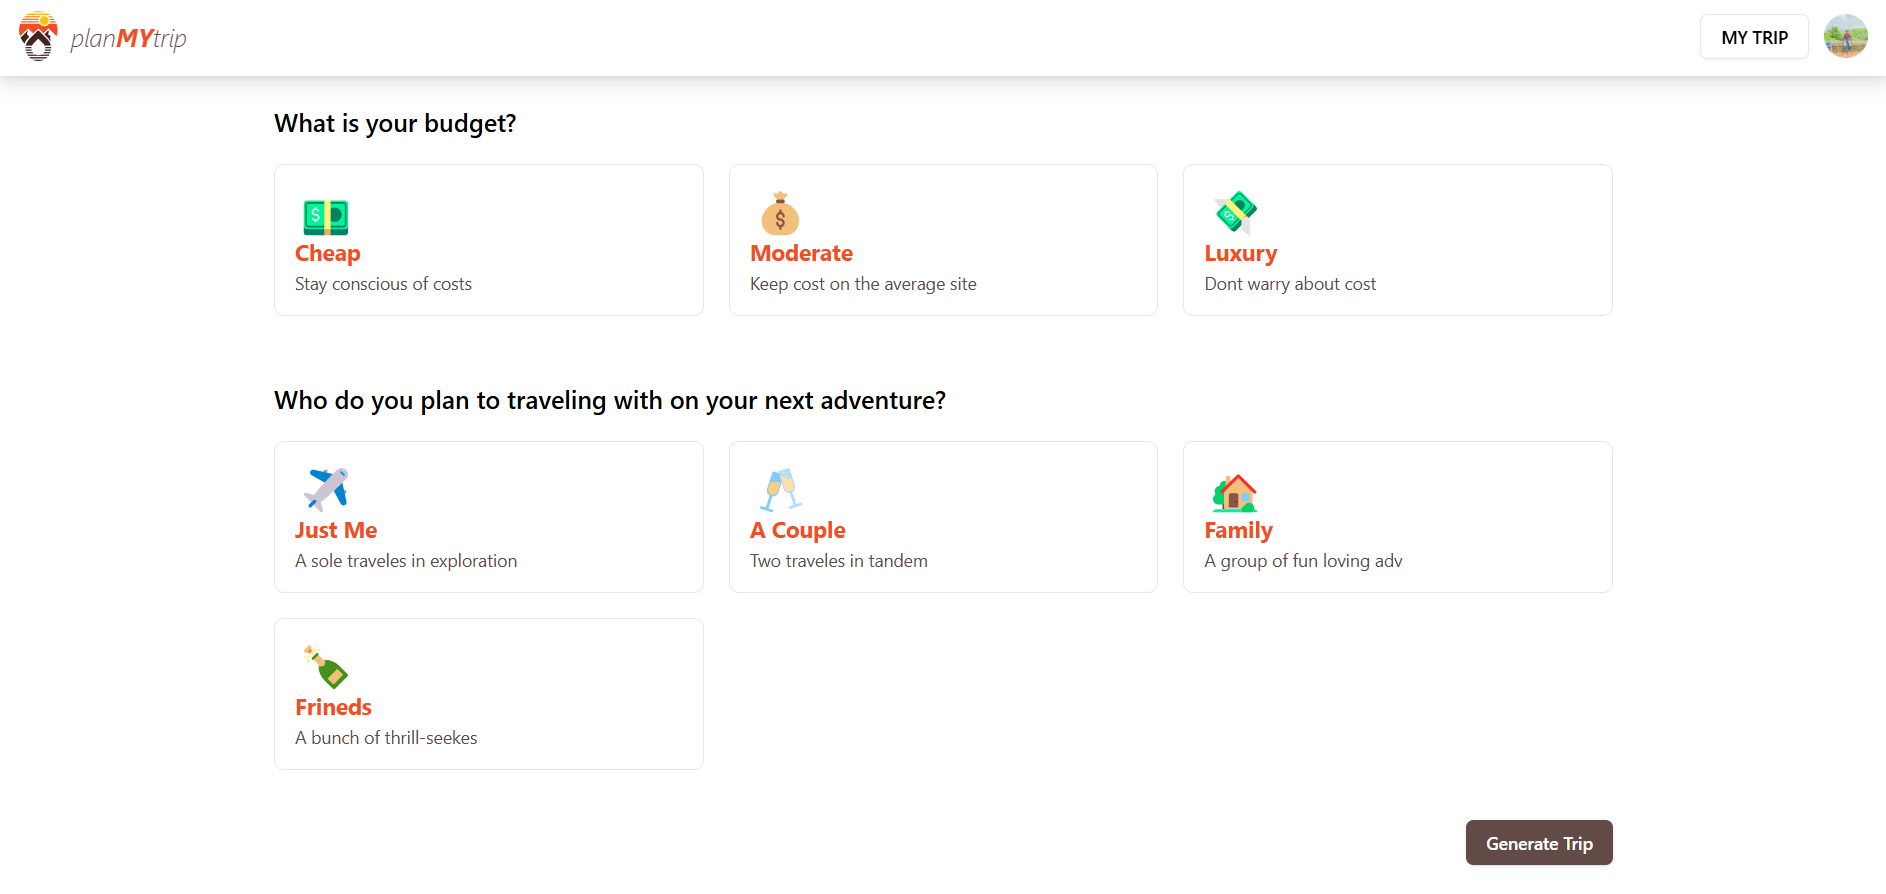 planMYtrip
MY TRIP
What is your budget?
Cheap
Stay conscious of costs
Moderate
Keep cost on the average site
Luxury
Dont warry about cost
Who do you plan to traveling with on your next adventure?
Just Me
A sole traveles in exploration
A Couple
Two traveles in tandem
Family
A group of fun loving adv
Frineds
A bunch of thrill-seekes
Generate Trip